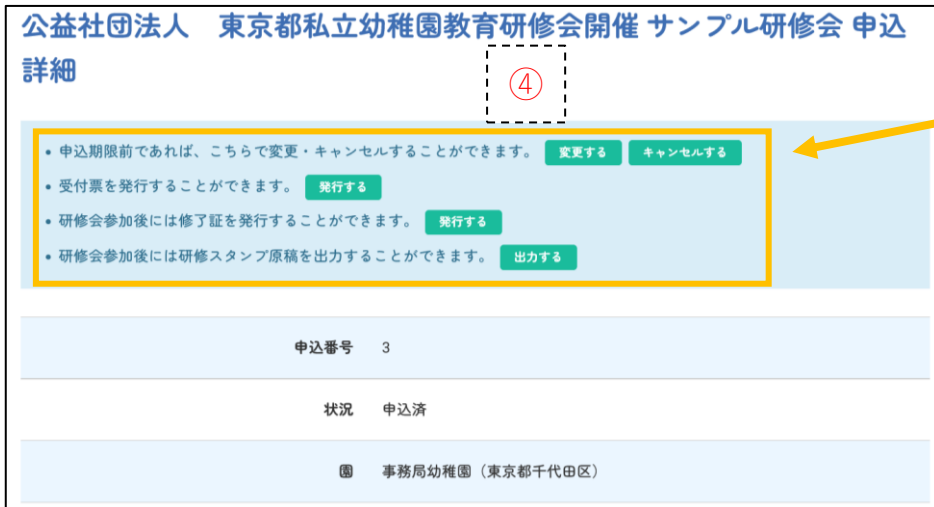 公益社団法人　東京都私立幼稚園教育研修会開催 サンプル研修会 申込
詳細
④
• 申込期限前であれば、こちらで変更・キャンセルすることができます。 変更する キャンセルする
• 受付票を発行することができます。 発行する
• 研修会参加後には修了証を発行することができます。 発行する
• 研修会参加後には研修スタンプ原稿を出力することができます。 出力する
申込番号 3
状況 申込済
園 事務局幼稚園（東京都千代田区）